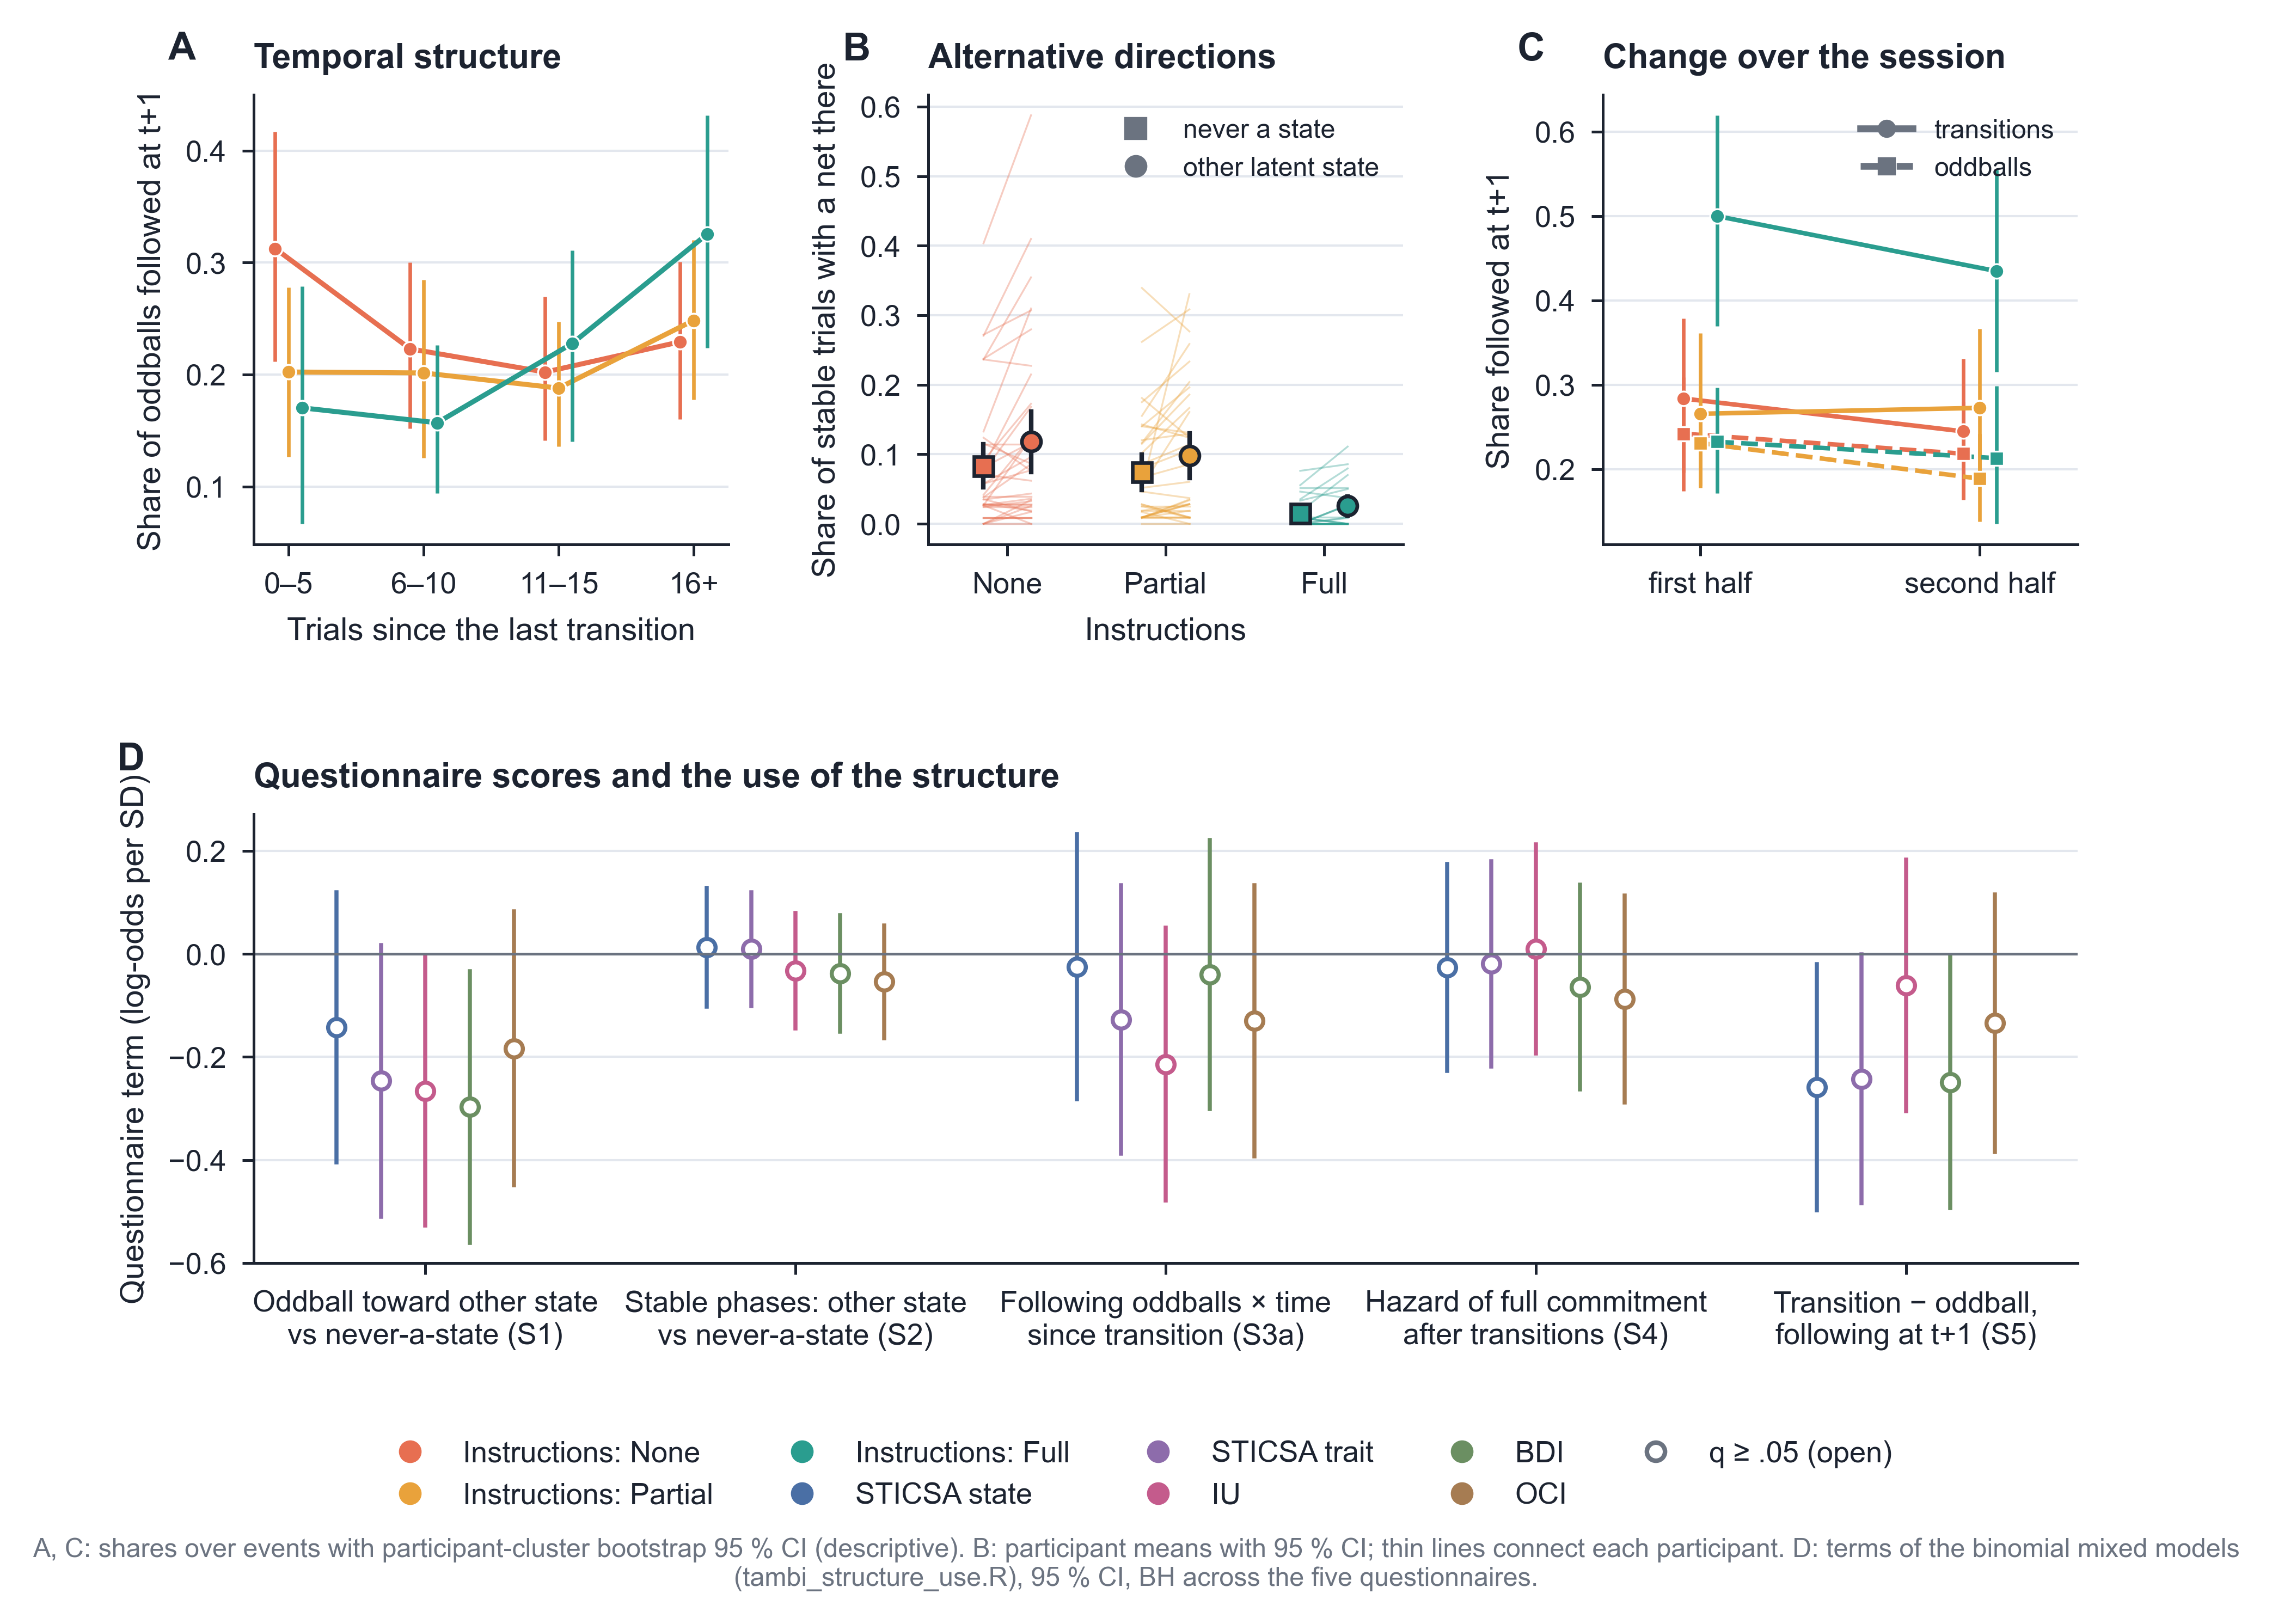 A
Temporal structure
Share of oddballs followed at t+1
0.4
0.3
0.2
0.1
0–5
6–10
11–15
16+
Trials since the last transition
B
Alternative directions
Share of stable trials with a net there
0.6
0.5
0.4
0.3
0.2
0.1
0.0
never a state
other latent state
None
Partial
Full
Instructions
C
Change over the session
Share followed at t+1
0.6
0.5
0.4
0.3
0.2
transitions
oddballs
first half
second half
D
Questionnaire scores and the use of the structure
Questionnaire term (log-odds per SD)
0.2
0.0
−0.2
−0.4
−0.6
Oddball toward other state
vs never-a-state (S1)
Stable phases: other state
vs never-a-state (S2)
Following oddballs × time
since transition (S3a)
Hazard of full commitment
after transitions (S4)
Transition − oddball,
following at t+1 (S5)
Instructions: None
Instructions: Partial
Instructions: Full
STICSA state
STICSA trait
IU
BDI
OCI
q ≥ .05 (open)
A, C: shares over events with participant-cluster bootstrap 95 % CI (descriptive). B: participant means with 95 % CI; thin lines connect each participant. D: terms of the binomial mixed models
(tambi_structure_use.R), 95 % CI, BH across the five questionnaires.